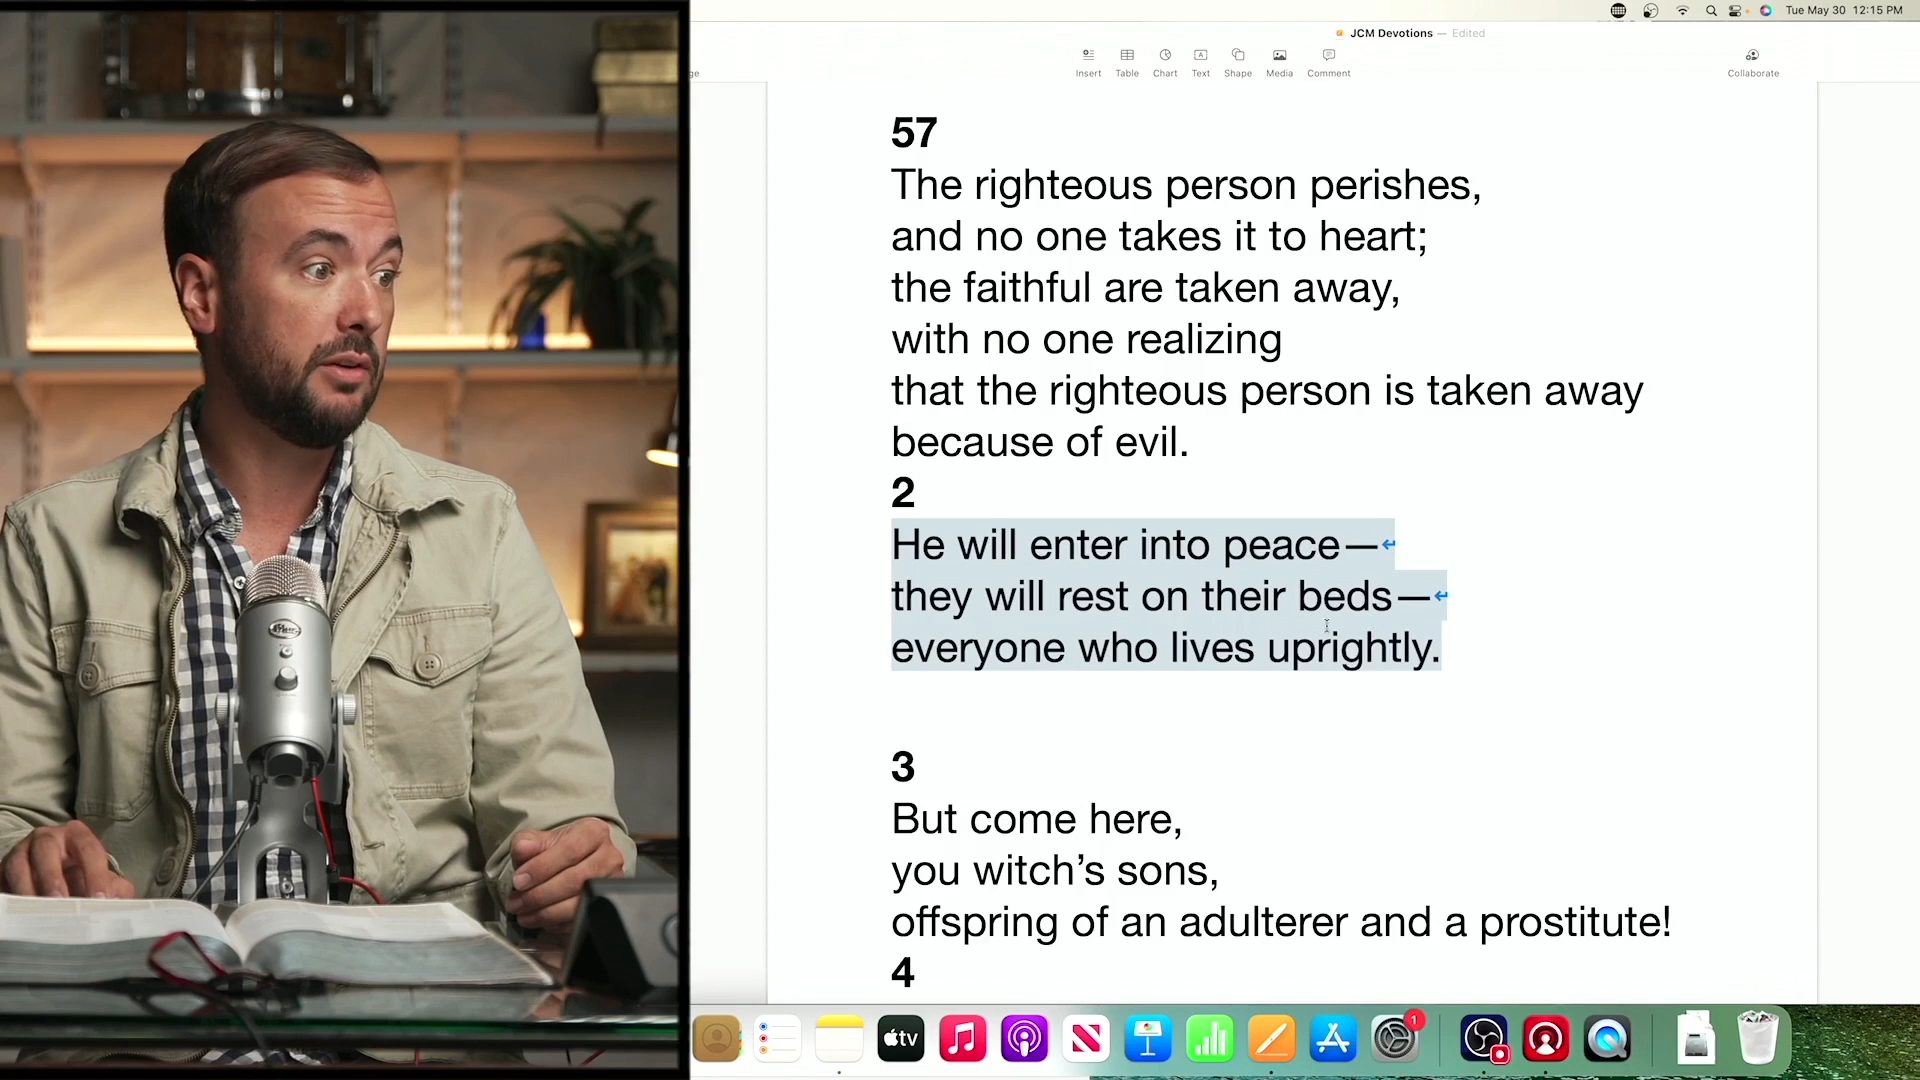 Tue May 30 12:15 PM
JCM Devotions — Edited
ge
Insert
Table
Chart
Text
Shape
Media
Comment
Collaborate
57
The righteous person perishes,
and no one takes it to heart;
the faithful are taken away,
with no one realizing
that the righteous person is taken away
because of evil.
2
He will enter into peace—
they will rest on their beds—
everyone who lives uprightly.
3
But come here,
you witch’s sons,
offspring of an adulterer and a prostitute!
4
tv
1